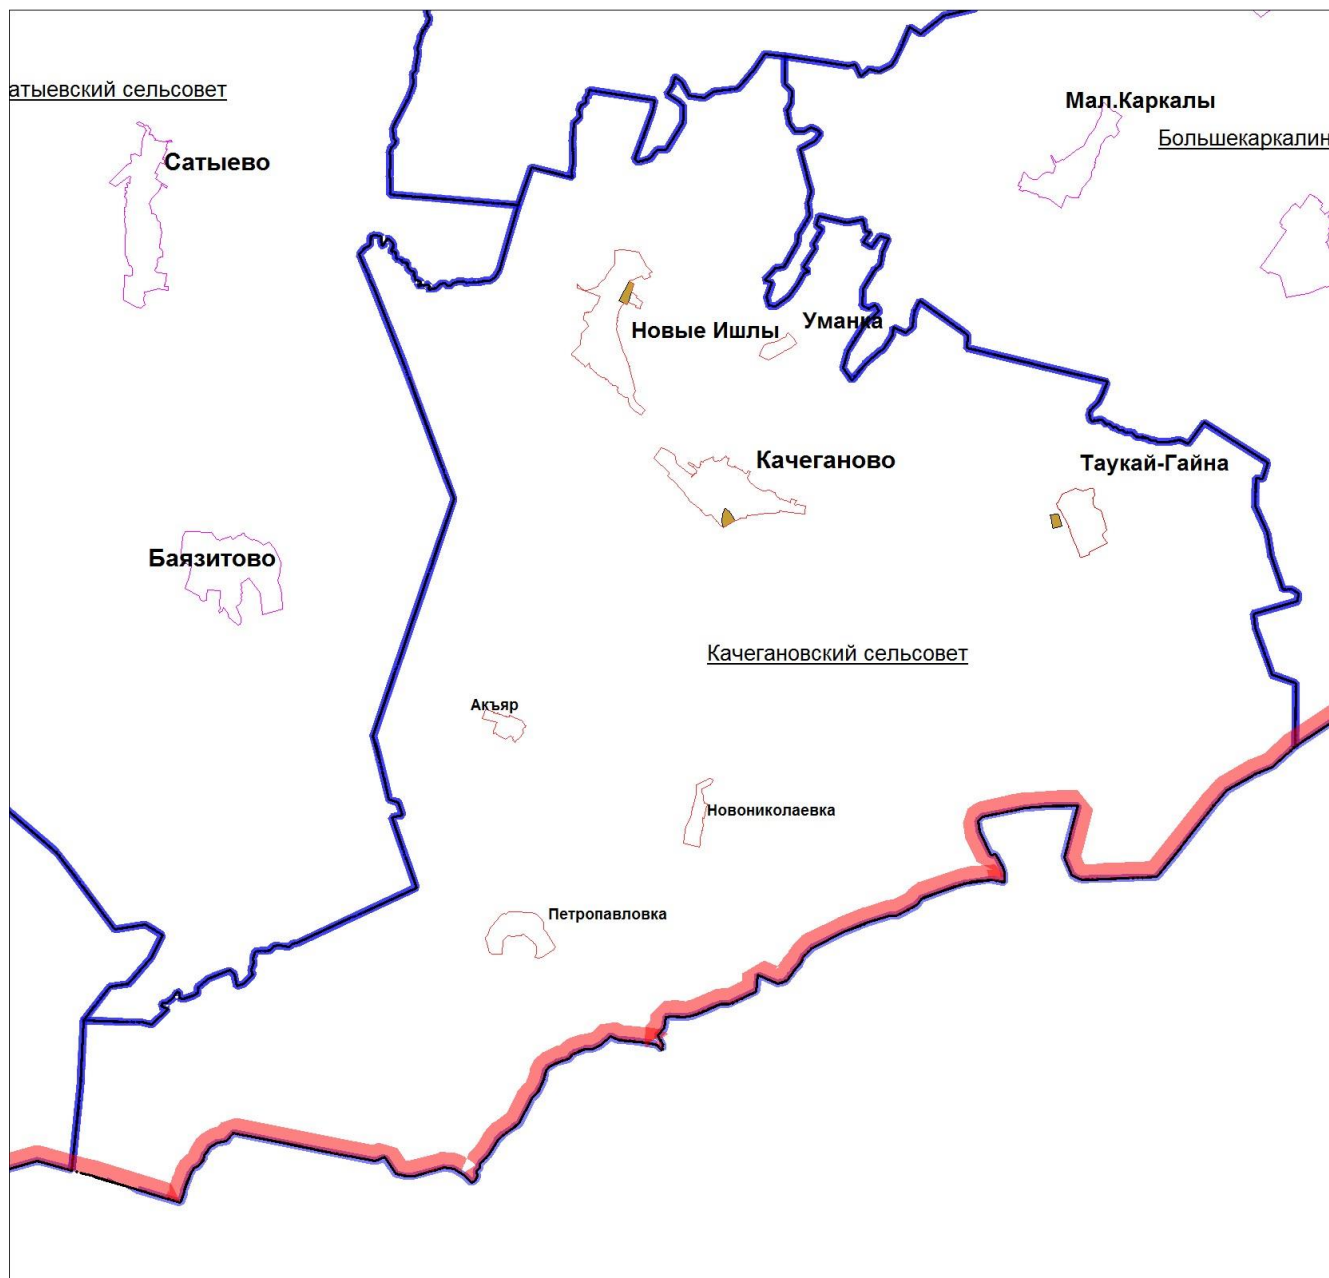 атыевский сельсовет
Мал.Каркалы
Большекаркалин
Сатыево
Уманка
Новые Ишлы
Качеганово
Таукай-Гайна
Баязитово
Качегановский сельсовет
Акъяр
Новониколаевка
Петропавловка